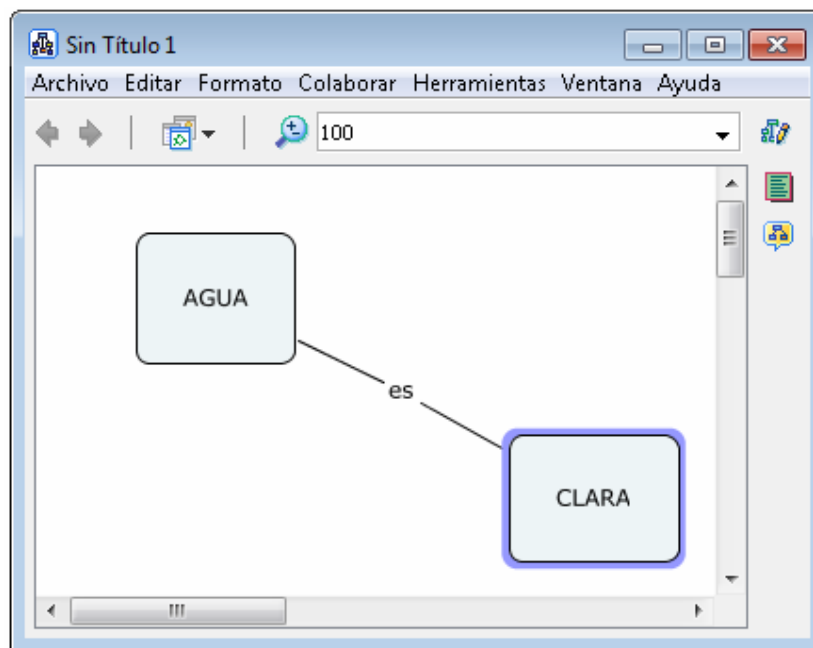 Sin Título 1
Archivo Editar Formato Colaborar Herramientas Ventana Ayuda
100
AGUA
es
CLARA